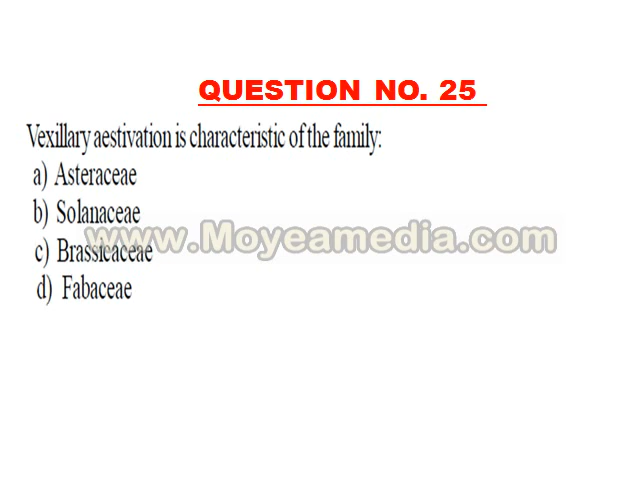 QUESTION NO. 25
Vexillary aestivation is characteristic of the family:
a) Asteraceae
b) Solanaceae
www.Moyeamedia.com
c) Brassicaceae
d) Fabaceae